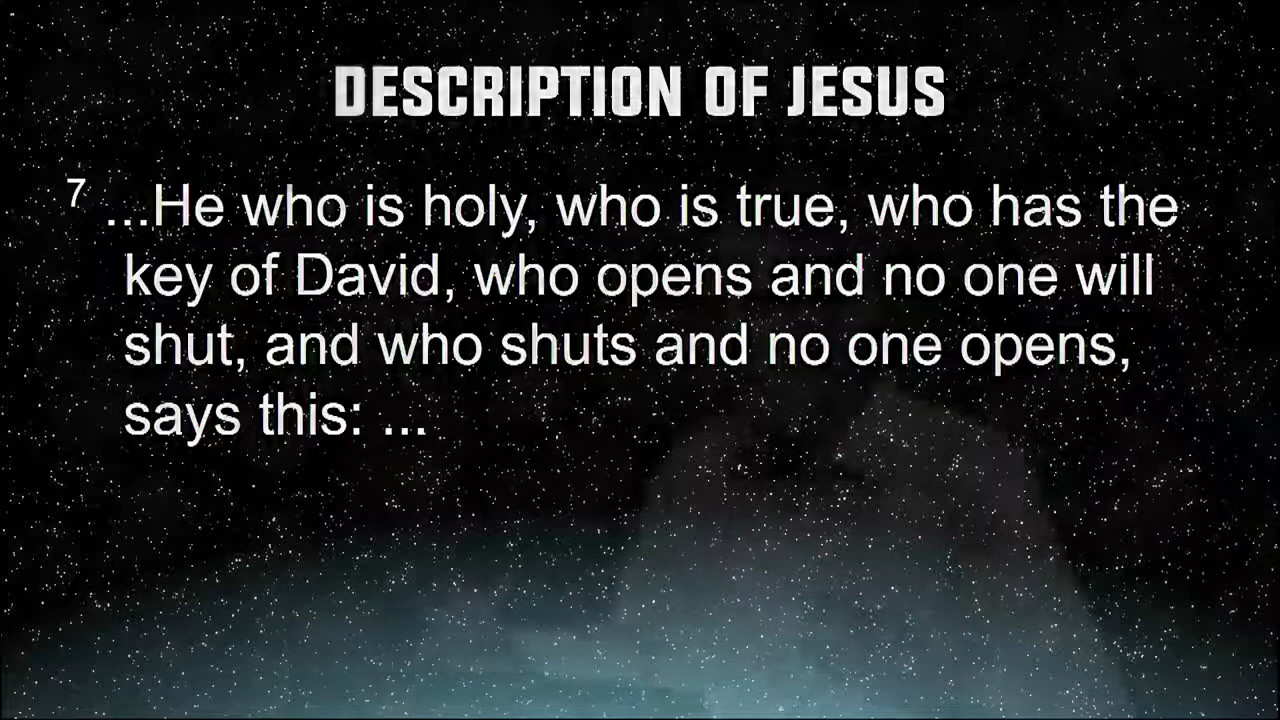 DESCRIPTION OF JESUS
7 ...He who is holy, who is true, who has the
key of David, who opens and no one will
shut, and who shuts and no one opens,
says this: ...